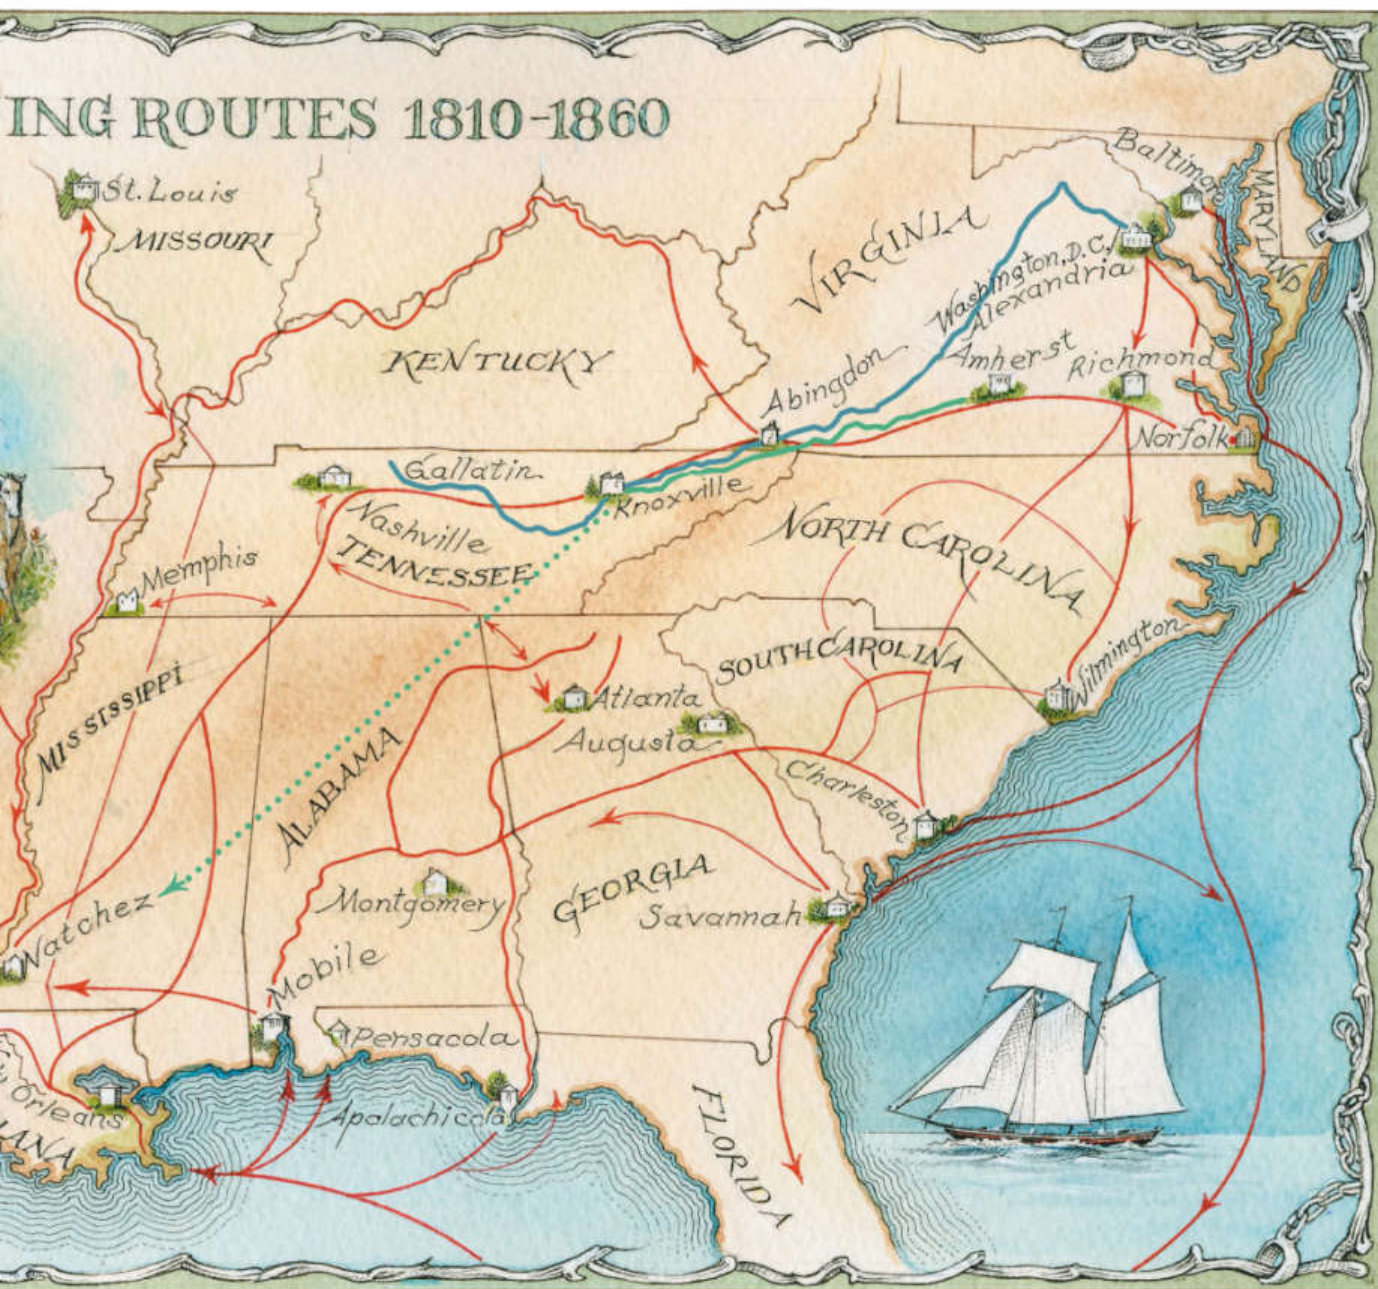 ING ROUTES 1810-1860
St. Louis
MISSOURI
Baltimore
MARYLAND
VIRGINIA
Washington, D.C.,
Alexandria
KENTUCKY
Abingdon
Amherst
Richmond
Norfolk
Gallatin
Knoxville
Nashville
TENNESSEE
Memphis
NORTH CAROLINA
Wilmington
SOUTH CAROLINA
MISSISSIPPI
Atlanta
Augusta
ALABAMA
Charleston
Montgomery
GEORGIA
Savannah
Natchez
Mobile
Pensacola
Orleans
IANA
Apalachicola
FLORIDA